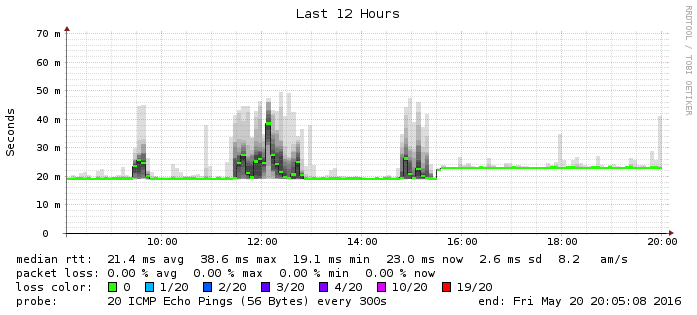 Last 12 Hours
RRDTOOL / TOBI OETIKER
Seconds
70 m
60 m
50 m
40 m
30 m
20 m
10 m
0
10:00 12:00 14:00 16:00 18:00 20:00
median rtt: 21.4 ms avg 38.6 ms max 19.1 ms min 23.0 ms now 2.6 ms sd 8.2 am/s
packet loss: 0.00 % avg 0.00 % max 0.00 % min 0.00 % now
loss color: 0 1/20 2/20 3/20 4/20 10/20 19/20
probe: 20 ICMP Echo Pings (56 Bytes) every 300s end: Fri May 20 20:05:08 2016